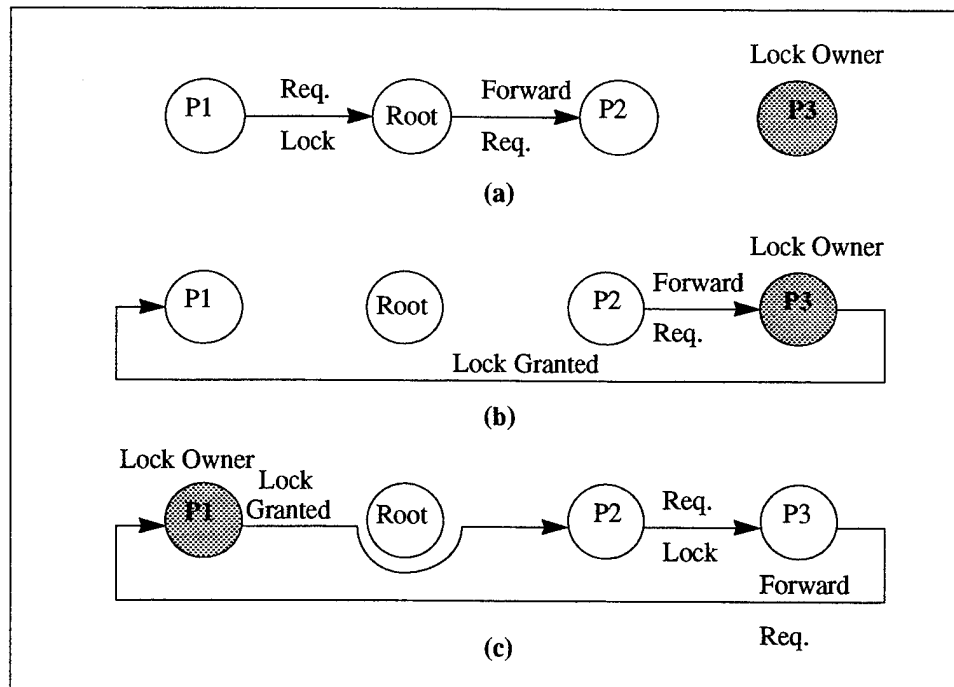 Lock Owner
P1
Req.
Lock
Root
Forward
Req.
P2
P3
(a)
Lock Owner
P1
Root
P2
Forward
Req.
P3
Lock Granted
(b)
Lock Owner
P1
Lock
Granted
Root
P2
Req.
Lock
P3
Forward
Req.
(c)